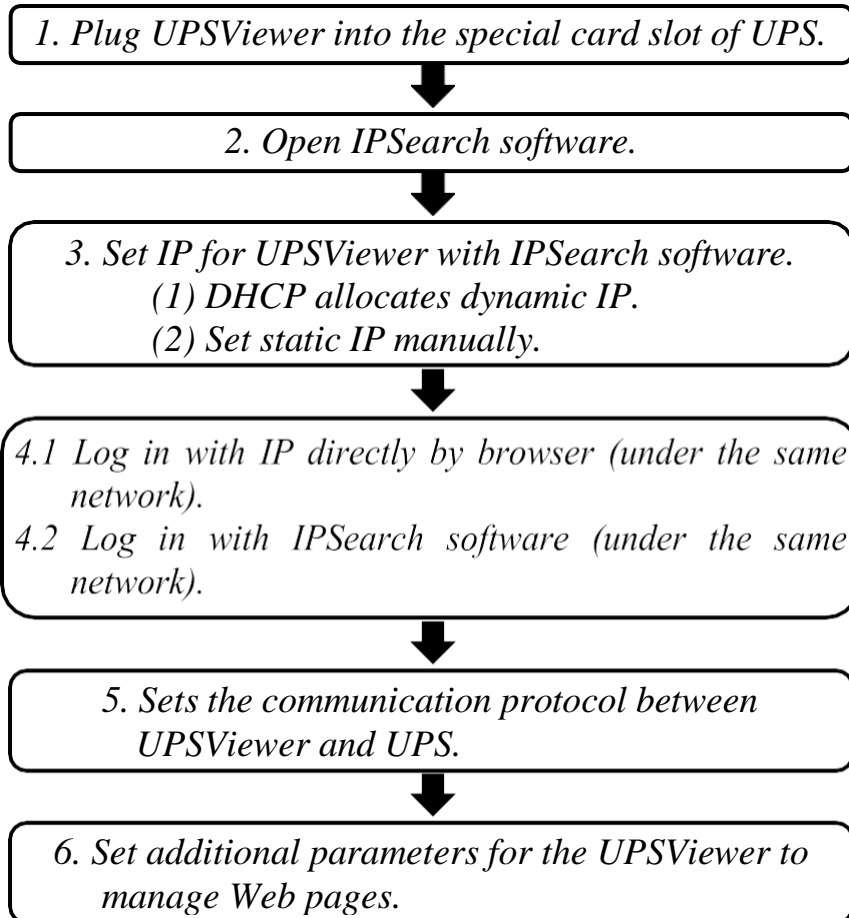 1. Plug UPSViewer into the special card slot of UPS.
2. Open IPSearch software.
3. Set IP for UPSViewer with IPSearch software.
(1) DHCP allocates dynamic IP.
(2) Set static IP manually.
4.1 Log in with IP directly by browser (under the same
network).
4.2 Log in with IPSearch software (under the same
network).
5. Sets the communication protocol between
UPSViewer and UPS.
6. Set additional parameters for the UPSViewer to
manage Web pages.